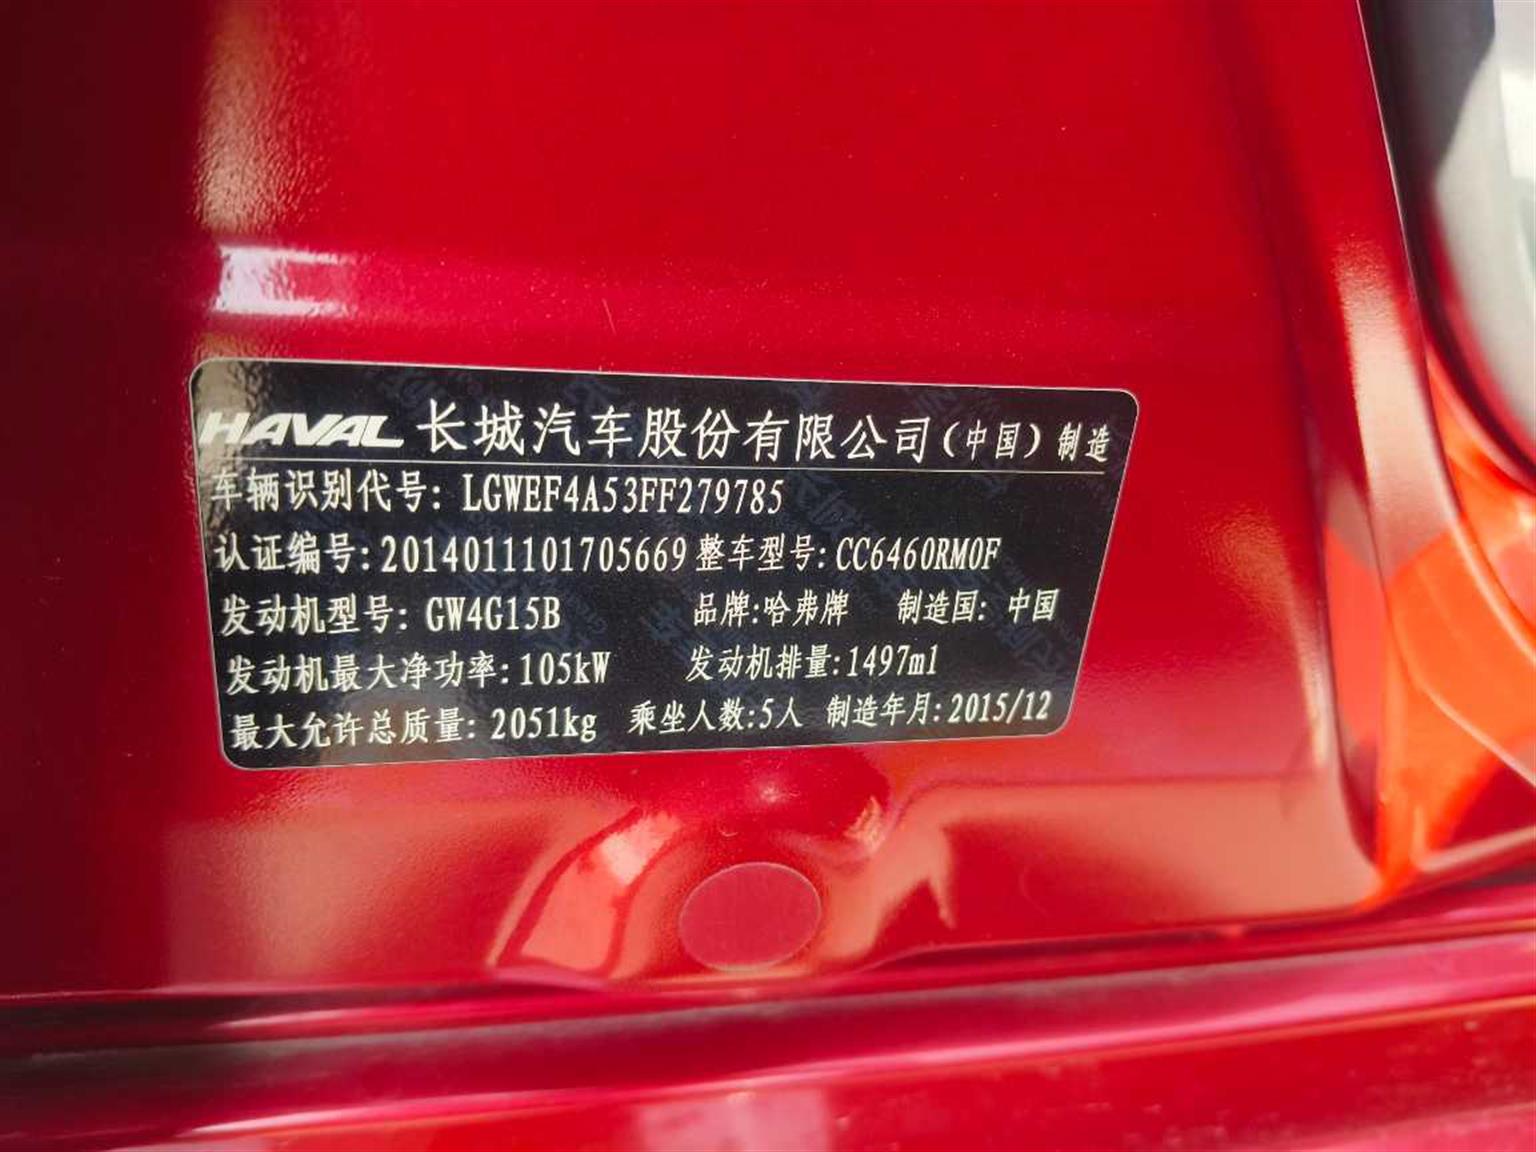 HAVAL 长城汽车股份有限公司(中国)制造
车辆识别代号: LGWEF4A53FF279785
认证编号:2014011101705669 整车型号:CC6460RM0F
发动机型号: GW4G15B 品牌:哈弗牌 制造国: 中国
发动机最大净功率:105kW 发动机排量:1497ml
最大允许总质量: 2051kg 乘坐人数:5人 制造年月:2015/12